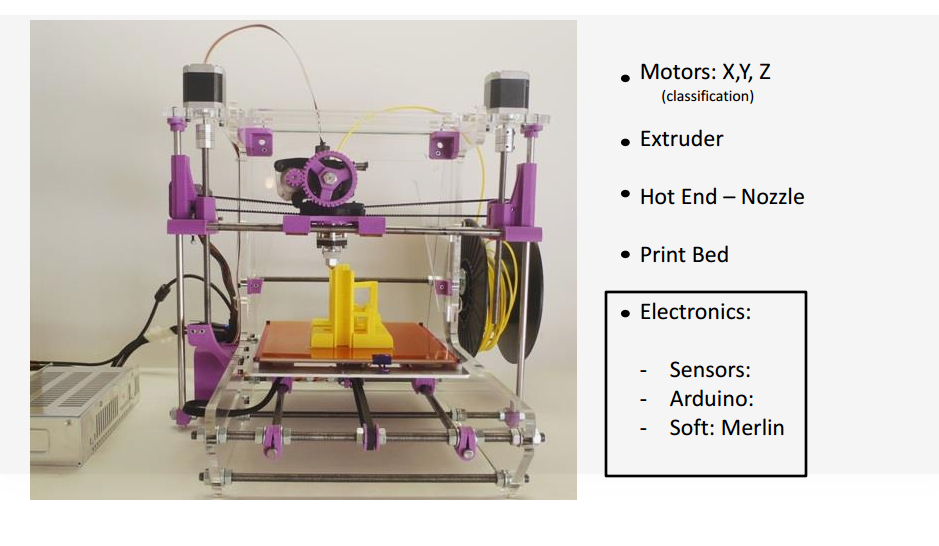 • Motors: X,Y, Z
(classification)
• Extruder
• Hot End – Nozzle
• Print Bed
• Electronics:
- Sensors:
- Arduino:
- Soft: Merlin